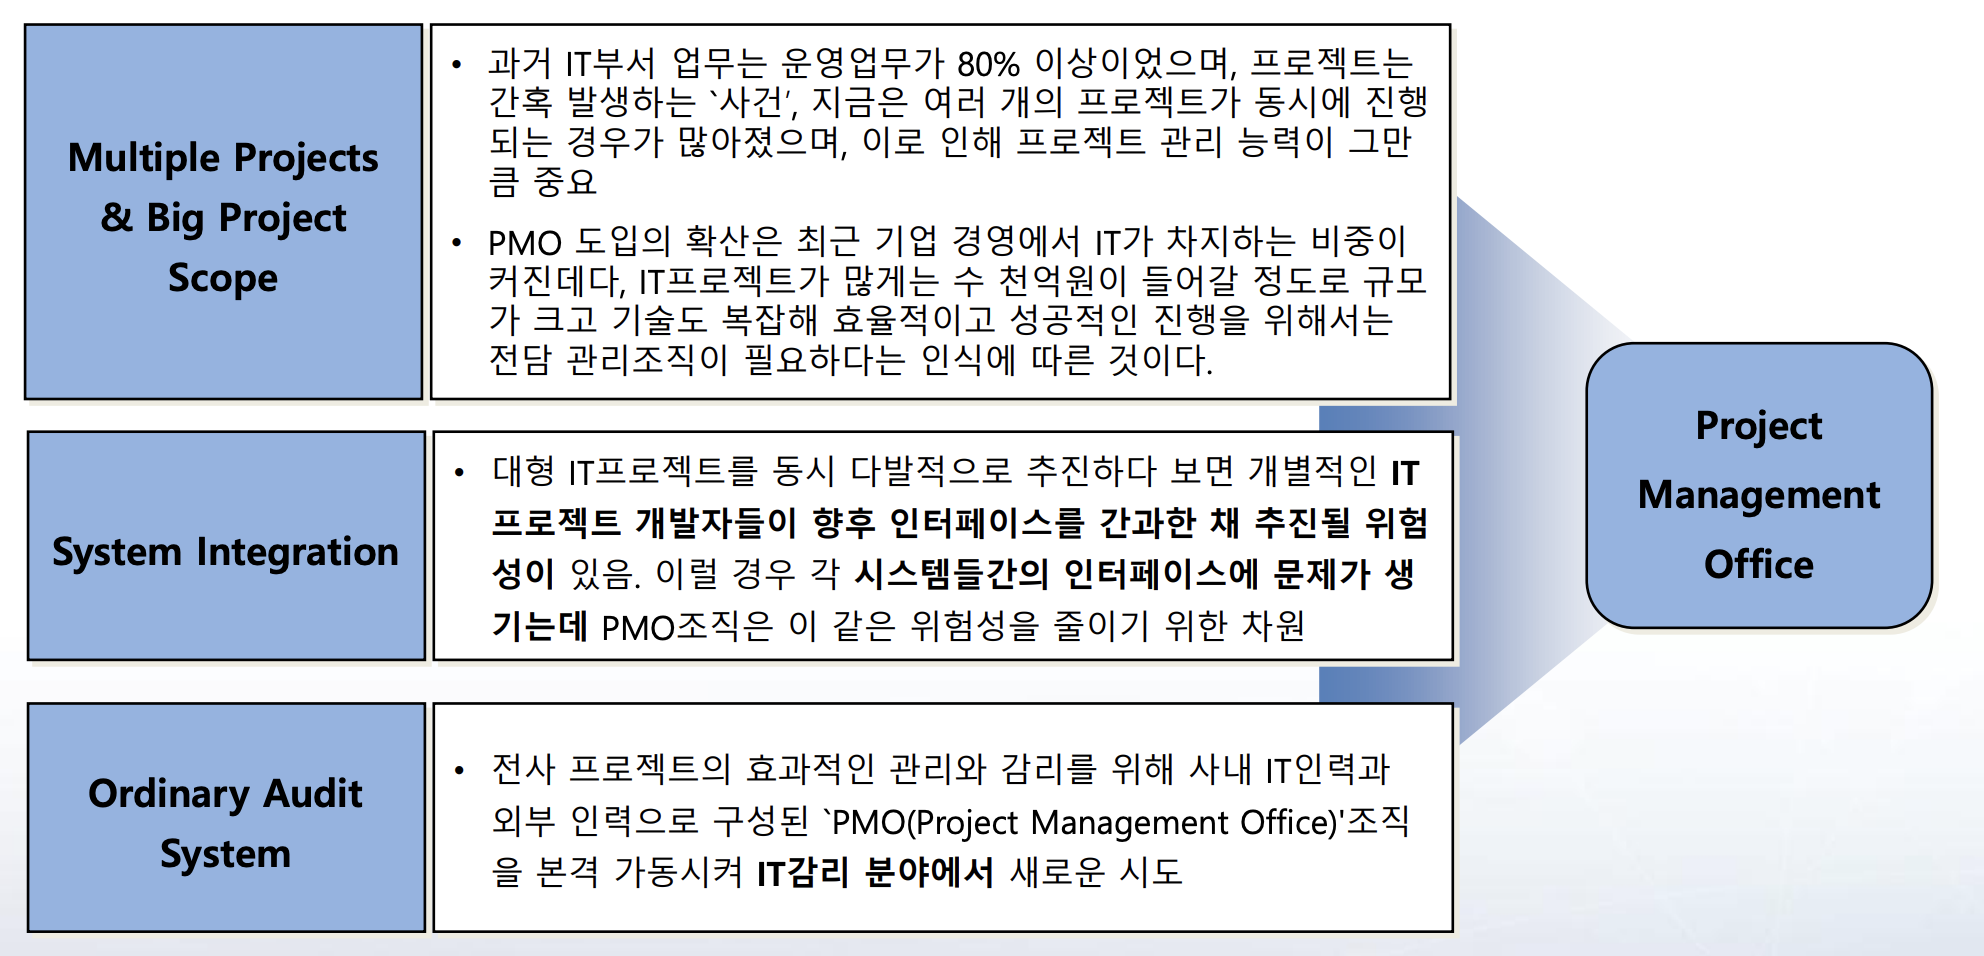 Multiple Projects
& Big Project
Scope
• 과거 IT부서 업무는 운영업무가 80% 이상이었으며, 프로젝트는
간혹 발생하는 `사건’, 지금은 여러 개의 프로젝트가 동시에 진행
되는 경우가 많아졌으며, 이로 인해 프로젝트 관리 능력이 그만
큼 중요
• PMO 도입의 확산은 최근 기업 경영에서 IT가 차지하는 비중이
커진데다, IT프로젝트가 많게는 수 천억원이 들어갈 정도로 규모
가 크고 기술도 복잡해 효율적이고 성공적인 진행을 위해서는
전담 관리조직이 필요하다는 인식에 따른 것이다.
System Integration
• 대형 IT프로젝트를 동시 다발적으로 추진하다 보면 개별적인 IT
프로젝트 개발자들이 향후 인터페이스를 간과한 채 추진될 위험
성이 있음. 이럴 경우 각 시스템들간의 인터페이스에 문제가 생
기는데 PMO조직은 이 같은 위험성을 줄이기 위한 차원
Ordinary Audit
System
• 전사 프로젝트의 효과적인 관리와 감리를 위해 사내 IT인력과
외부 인력으로 구성된 `PMO(Project Management Office)'조직
을 본격 가동시켜 IT감리 분야에서 새로운 시도
Project
Management
Office